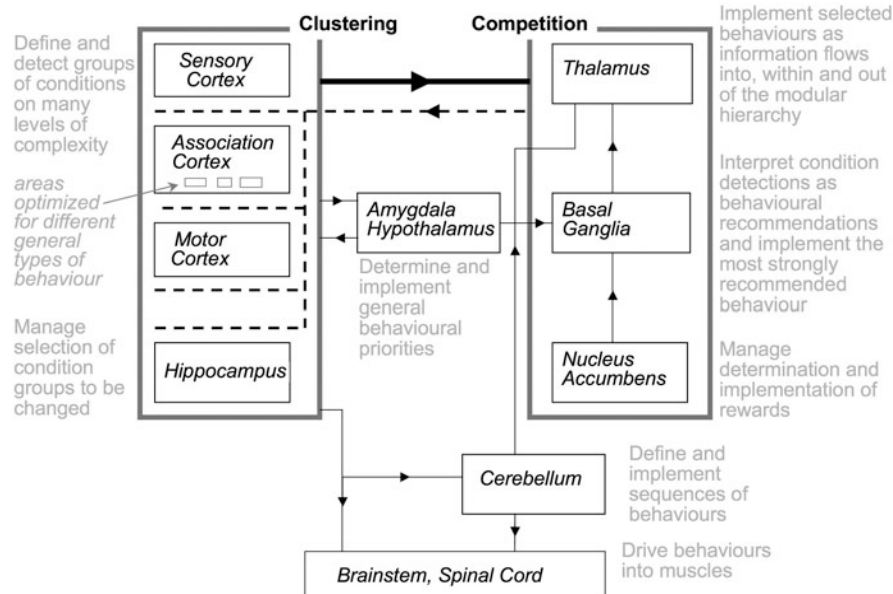 Clustering
Competition
Define and
detect groups
of conditions
on many
levels of
complexity
areas
optimized
for different
general
types of
behaviour
Manage
selection of
condition
groups to be
changed
Sensory
Cortex
Association
Cortex
Motor
Cortex
Hippocampus
Amygdala
Hypothalamus
Determine and
implement
general
behavioural
priorities
Thalamus
Basal
Ganglia
Nucleus
Accumbens
Implement selected
behaviours as
information flows
into, within and out
of the modular
hierarchy
Interpret condition
detections as
behavioural
recommendations
and implement the
most strongly
recommended
behaviour
Manage
determination and
implementation of
rewards
Cerebellum
Define and
implement
sequences of
behaviours
Brainstem, Spinal Cord
Drive behaviours
into muscles